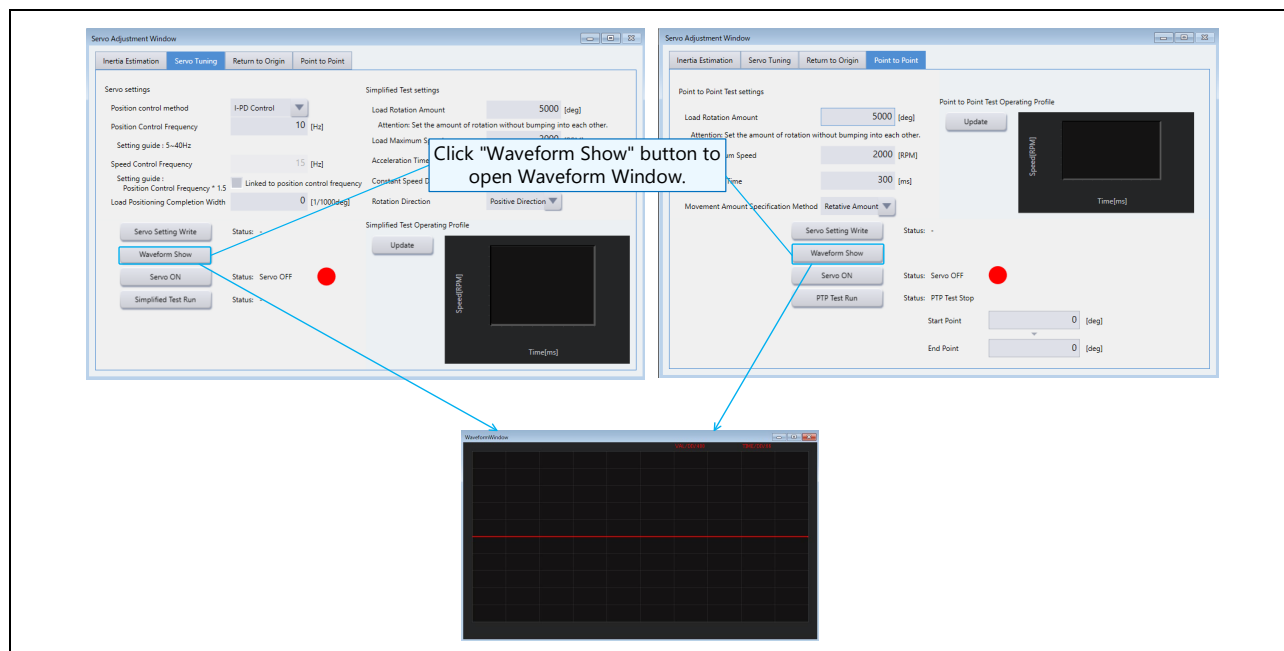 Servo Adjustment Window
Inertia Estimation Servo Tuning Return to Origin Point to Point
Servo settings
Position control method I-PD Control
Position Control Frequency 10 [Hz]
Setting guide : 5~40Hz
Speed Control Frequency 15 [Hz]
Setting guide :
Position Control Frequency * 1.5 Linked to position control frequency
Load Positioning Completion Width 0 [1/1000deg]
Servo Setting Write Status: -
Waveform Show
Servo ON Status: Servo OFF
Simplified Test Run Status: -
Simplified Test settings
Load Rotation Amount 5000 [deg]
Attention: Set the amount of rotation without bumping into each other.
Load Maximum
Acceleration Time
Constant Speed
Rotation Direction Positive Direction
Simplified Test Operating Profile
Update
Speed[RPM]
Time[ms]
Click "Waveform Show" button to
open Waveform Window.
Servo Adjustment Window
Inertia Estimation Servo Tuning Return to Origin Point to Point
Point to Point Test settings
Load Rotation Amount 5000 [deg]
Attention: Set the amount of rotation without bumping into each other.
Speed 2000 [RPM]
Time 300 [ms]
Movement Amount Specification Method Retative Amount
Servo Setting Write Status: -
Waveform Show
Servo ON Status: Servo OFF
PTP Test Run Status: PTP Test Stop
Start Point 0 [deg]
End Point 0 [deg]
Point to Point Test Operating Profile
Update
Speed[RPM]
Time[ms]
WaveformWindow